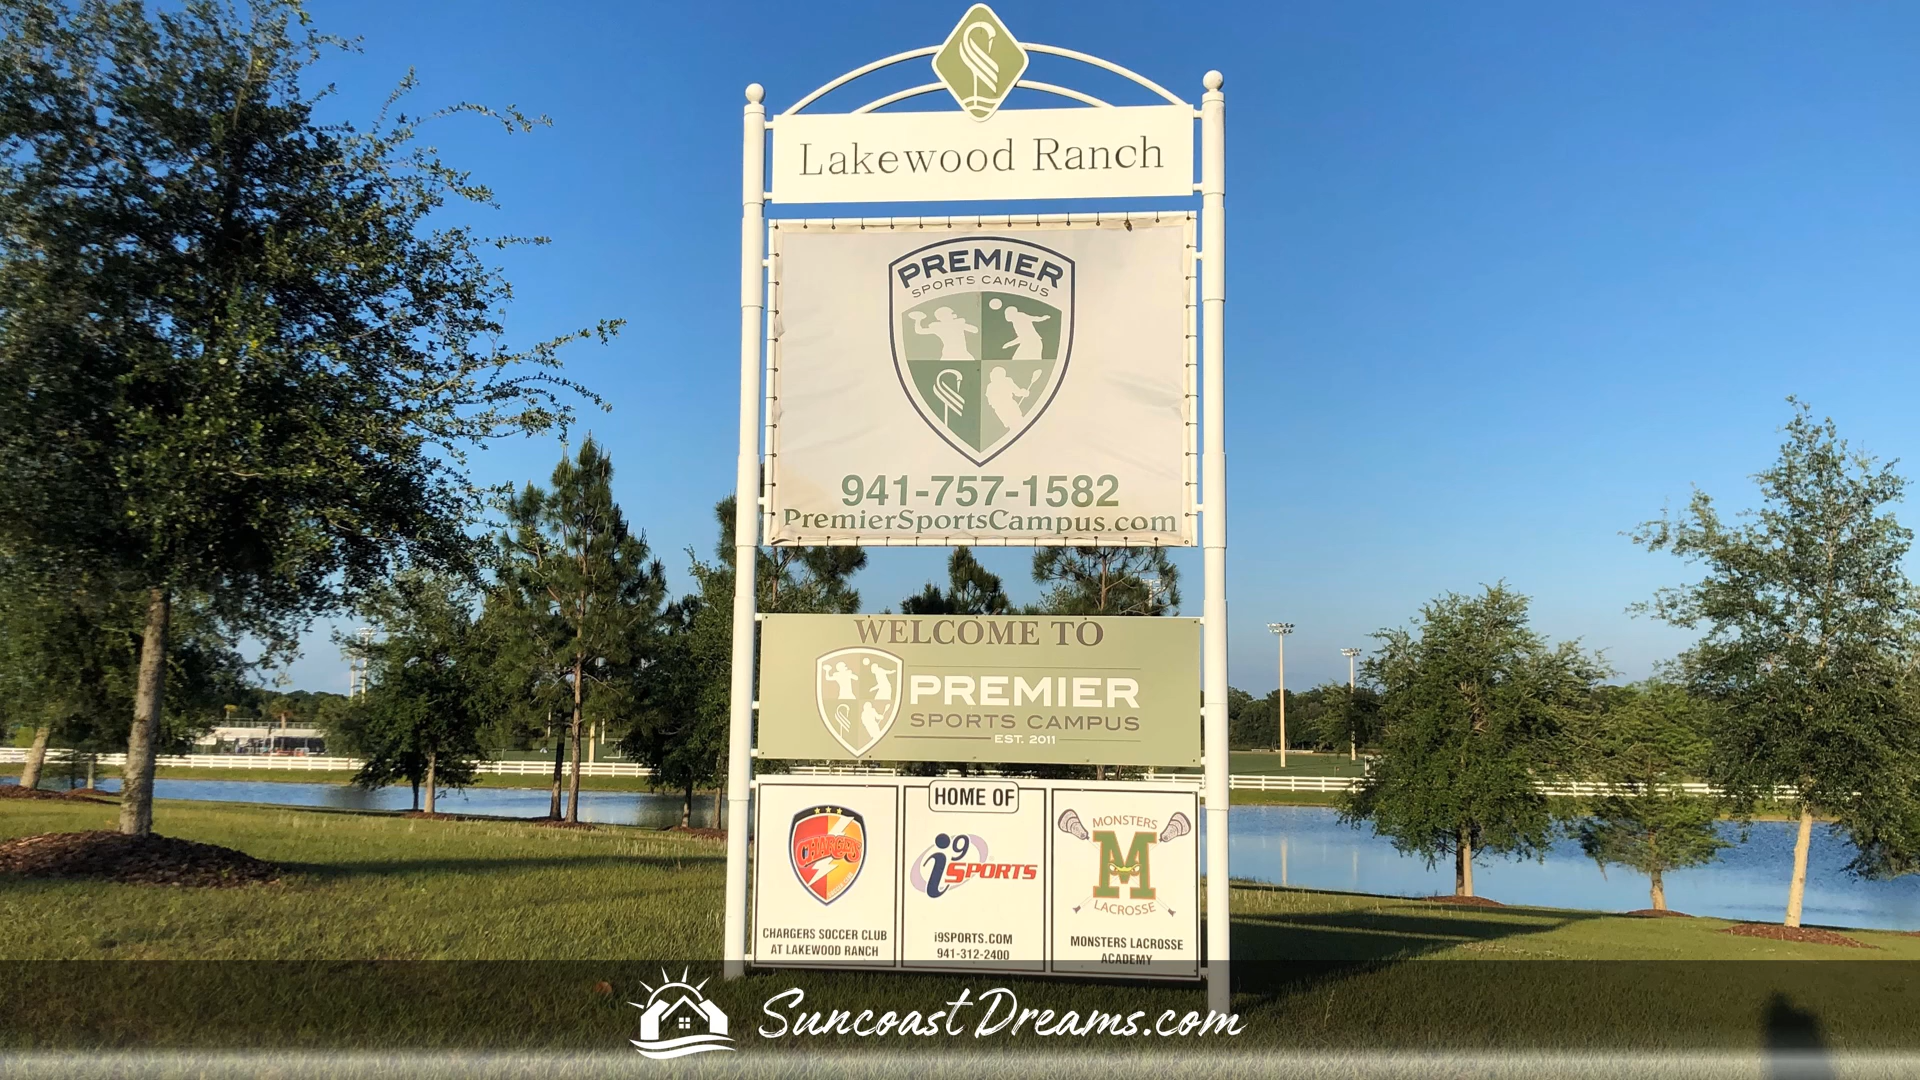 Lakewood Ranch
PREMIER
SPORTS CAMPUS
941-757-1582
PremierSportsCampus.com
WELCOME TO
PREMIER
SPORTS CAMPUS
EST. 2011
HOME OF
CHARGERS
CHARGERS SOCCER CLUB
AT LAKEWOOD RANCH
i9
SPORTS
i9SPORTS.COM
941-312-2400
MONSTERS
M
LACROSSE
MONSTERS LACROSSE
ACADEMY
SuncoastDreams.com